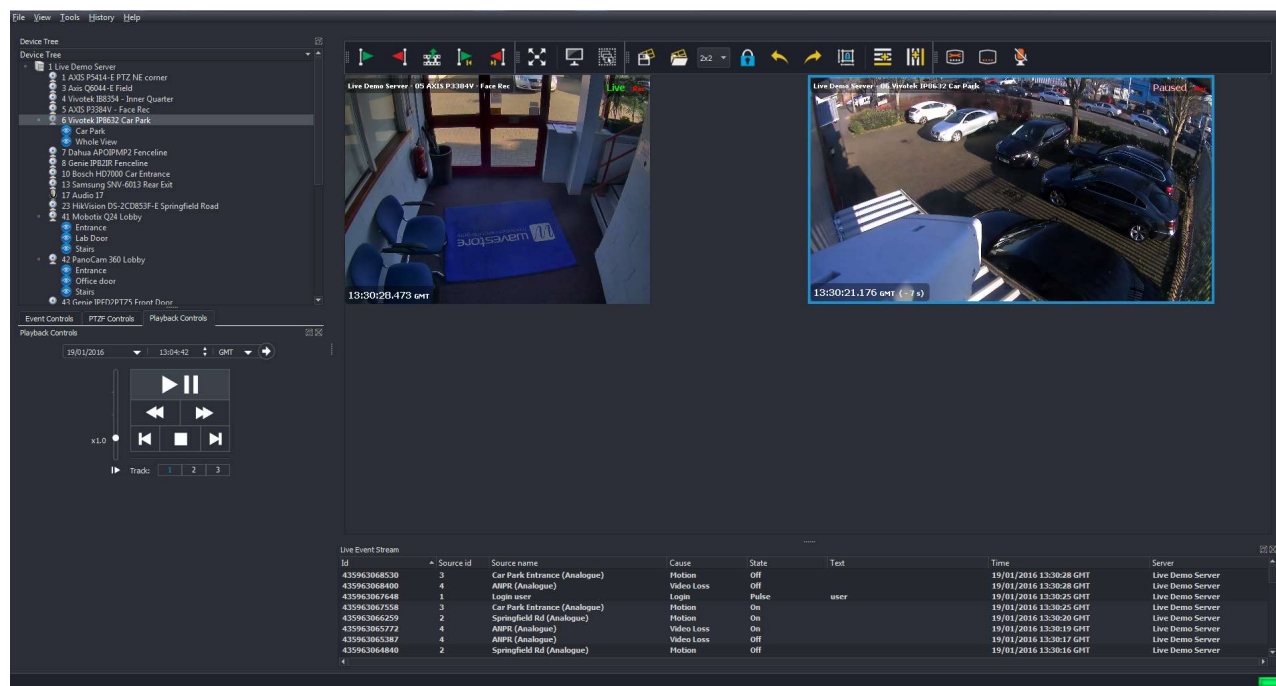 File View Tools History Help
Device Tree
Device Tree
1 Live Demo Server
1 AXIS P5414-E PTZ NE corner
3 Axis Q6044-E Field
4 Vivotek IB8354 - Inner Quarter
5 AXIS P3384V - Face Rec
6 Vivotek IP8632 Car Park
Car Park
Whole View
7 Dahua APOIPMP2 Fenceline
8 Genie IPB2IR Fenceline
10 Bosch HD7000 Car Entrance
13 Samsung SNV-6013 Rear Exit
17 Audio 17
23 HikVision DS-2CD853F-E Springfield Road
41 Mobotix Q24 Lobby
Entrance
Lab Door
Stairs
42 PanoCam 360 Lobby
Entrance
Office door
Stairs
43 Genie IPFD2PTZ5 Front Door
Event Controls PTZF Controls Playback Controls
Playback Controls
19/01/2016 13:04:42 GMT
x1.0
Track: 1 2 3
2x2
Live Demo Server - 05 AXIS P3384V - Face Rec Live
wavestore
13:30:28.473 GMT
Live Demo Server - 06 Vivotek IP8632 Car Park Paused
13:30:21.176 GMT (- 7 s)
Live Event Stream
Id Source id Source name Cause State Text Time Server
435963068530 3 Car Park Entrance (Analogue) Motion Off 19/01/2016 13:30:28 GMT Live Demo Server
435963068400 4 ANPR (Analogue) Video Loss Off 19/01/2016 13:30:28 GMT Live Demo Server
435963067648 1 Login user Login Pulse user 19/01/2016 13:30:25 GMT Live Demo Server
435963067558 3 Car Park Entrance (Analogue) Motion On 19/01/2016 13:30:25 GMT Live Demo Server
435963066259 2 Springfield Rd (Analogue) Motion On 19/01/2016 13:30:20 GMT Live Demo Server
435963065772 4 ANPR (Analogue) Video Loss On 19/01/2016 13:30:19 GMT Live Demo Server
435963065387 4 ANPR (Analogue) Video Loss Off 19/01/2016 13:30:17 GMT Live Demo Server
435963064840 2 Springfield Rd (Analogue) Motion Off 19/01/2016 13:30:16 GMT Live Demo Server